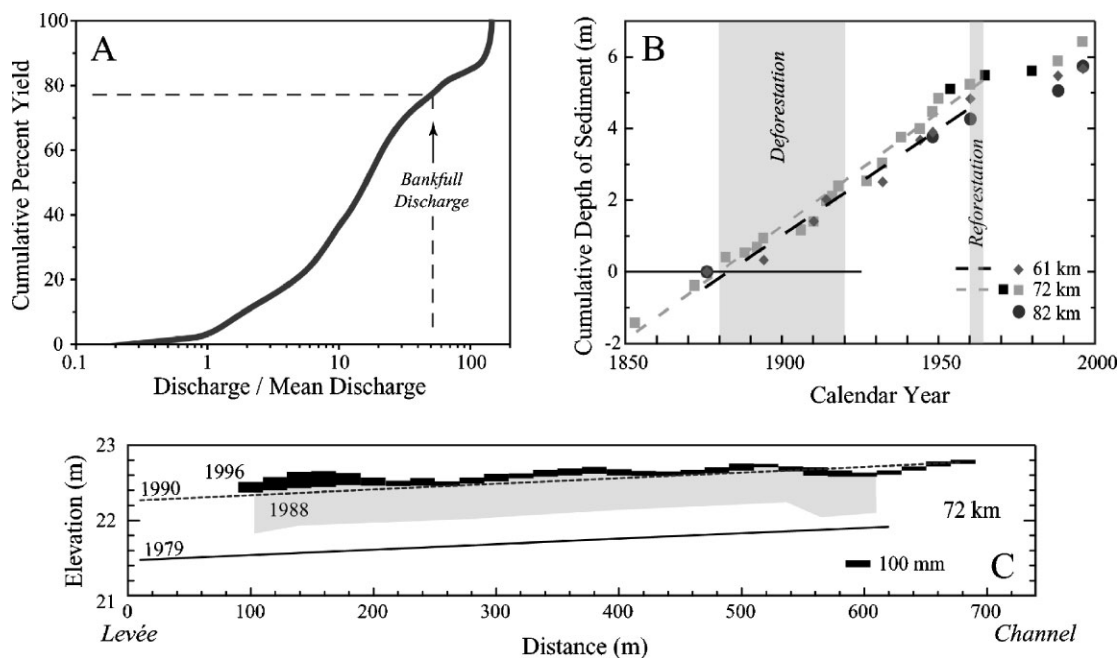 A
Cumulative Percent Yield
100
80
60
40
20
0
0.1
1
10
100
Bankfull
Discharge
Discharge / Mean Discharge
B
Cumulative Depth of Sediment (m)
6
4
2
0
-2
Deforestation
Reforestation
61 km
72 km
82 km
1850
1900
1950
2000
Calendar Year
Elevation (m)
23
22
21
1996
1990
1988
1979
72 km
100 mm
C
0
100
200
300
400
500
600
700
Levée
Distance (m)
Channel